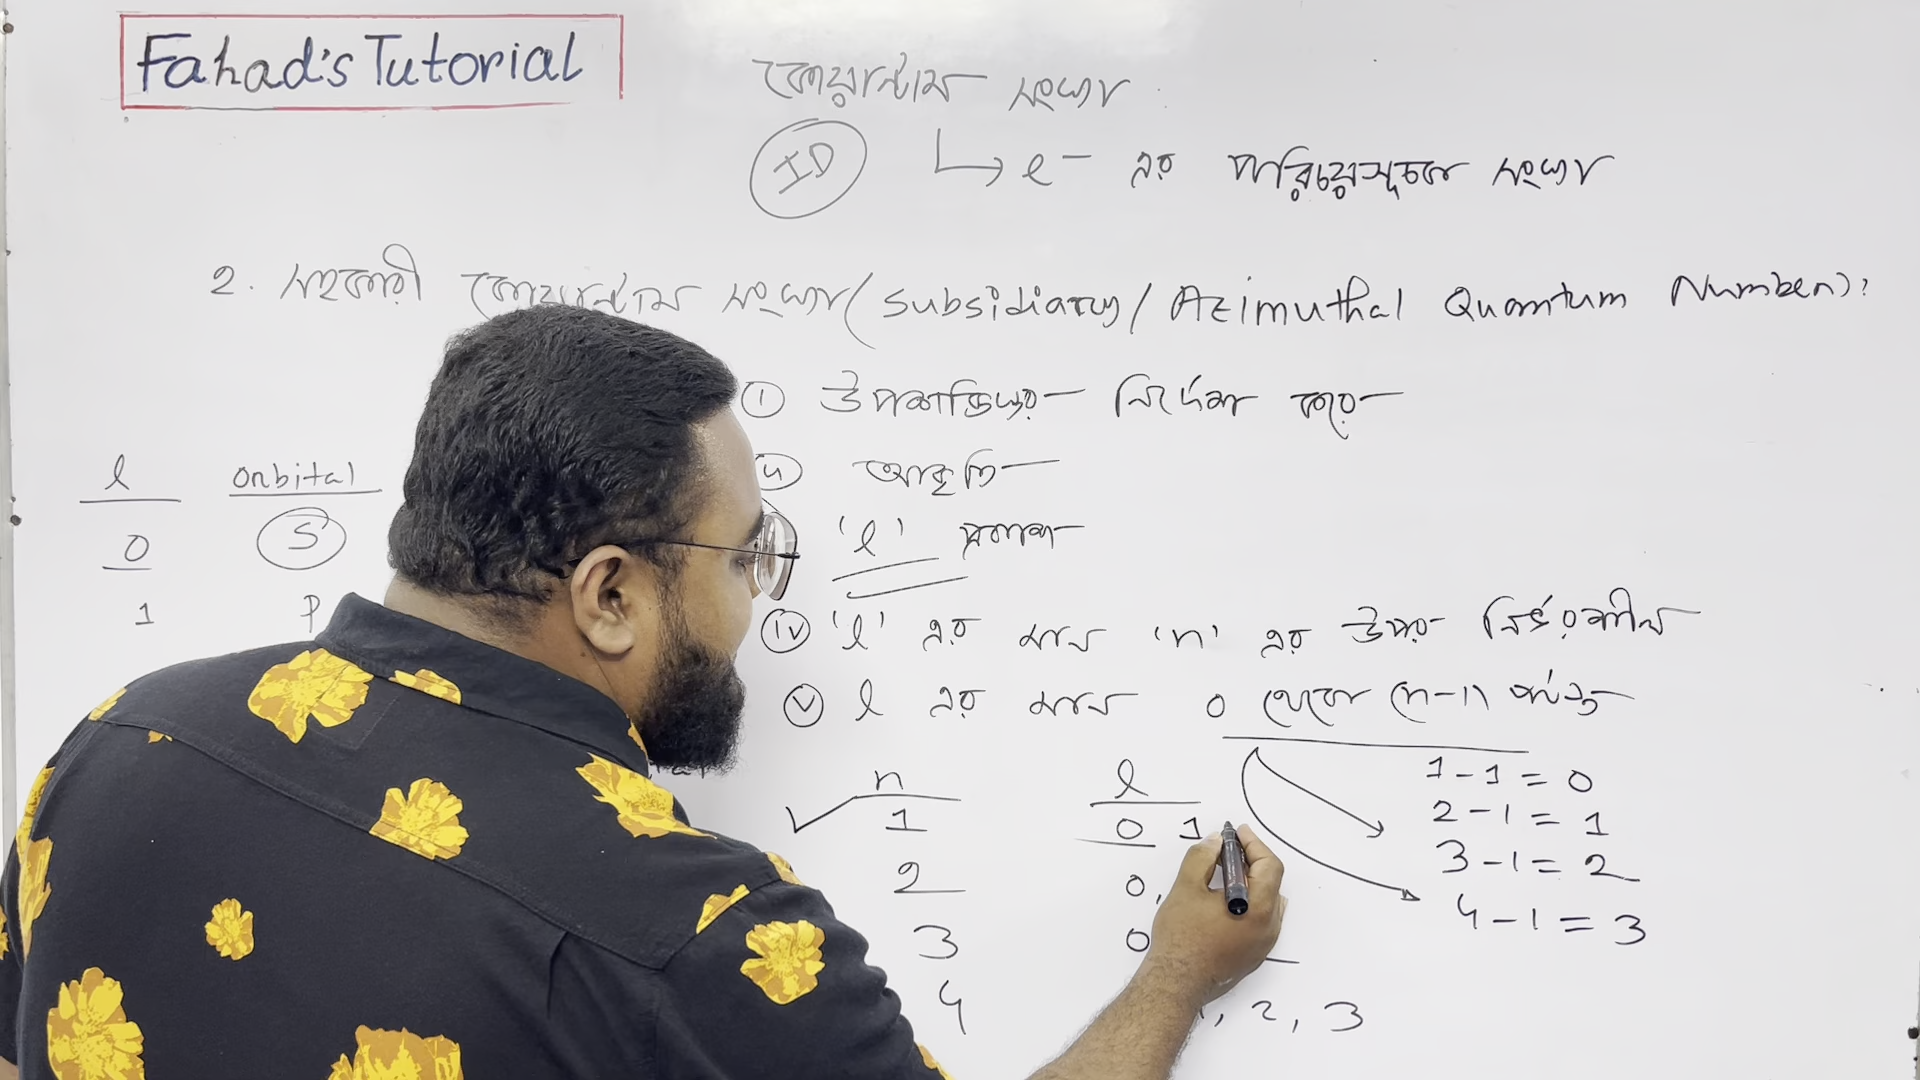 Fahad's Tutorial
কোয়ান্টাম সংখ্যা
ID
↳ e⁻ এর পরিচয়সূচক সংখ্যা
2. সহকারী কোয়ান্টাম সংখ্যা (Subsidiary/Azimuthal Quantum Number):
i উপশক্তিস্তর নির্দেশ করে
ii আকৃতি
'l' প্রকাশ
iv 'l' এর মান 'n' এর উপর নির্ভরশীল
v l এর মান 0 থেকে (n-1) পর্যন্ত
l orbital
0 S
1 P
n l
1 0 1
2 0,
3 0
4 , 2, 3
1-1=0
2-1=1
3-1=2
4-1=3